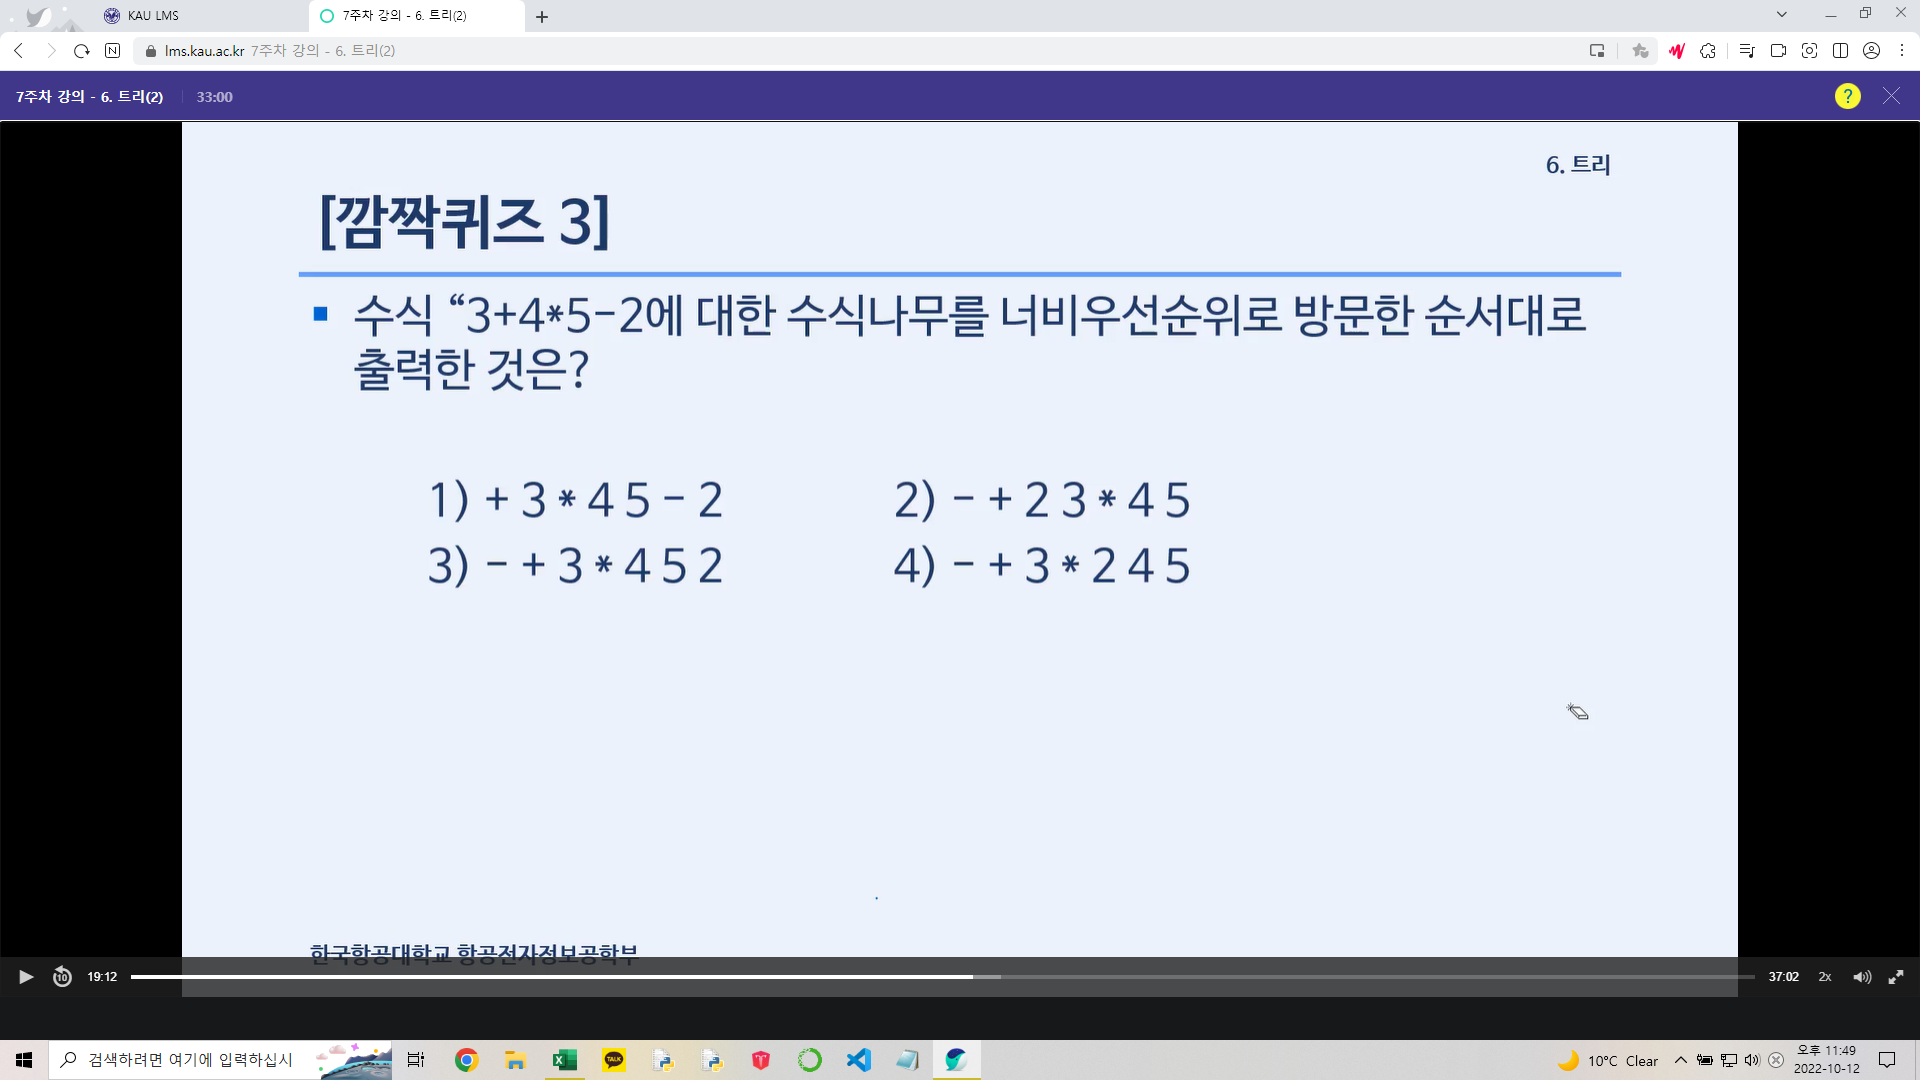 KAU LMS
7주차 강의 - 6. 트리(2)
lms.kau.ac.kr 7주차 강의 - 6. 트리(2)
7주차 강의 - 6. 트리(2) 33:00
?
6. 트리
[깜짝퀴즈 3]
수식 “3+4*5-2에 대한 수식나무를 너비우선순위로 방문한 순서대로
출력한 것은?
1) + 3 * 4 5 - 2
2) - + 2 3 * 4 5
3) - + 3 * 4 5 2
4) - + 3 * 2 4 5
한국항공대학교 항공전자정보공학부
10 19:12 37:02 2x
검색하려면 여기에 입력하십시
TALK
10°C Clear
오후 11:49
2022-10-12